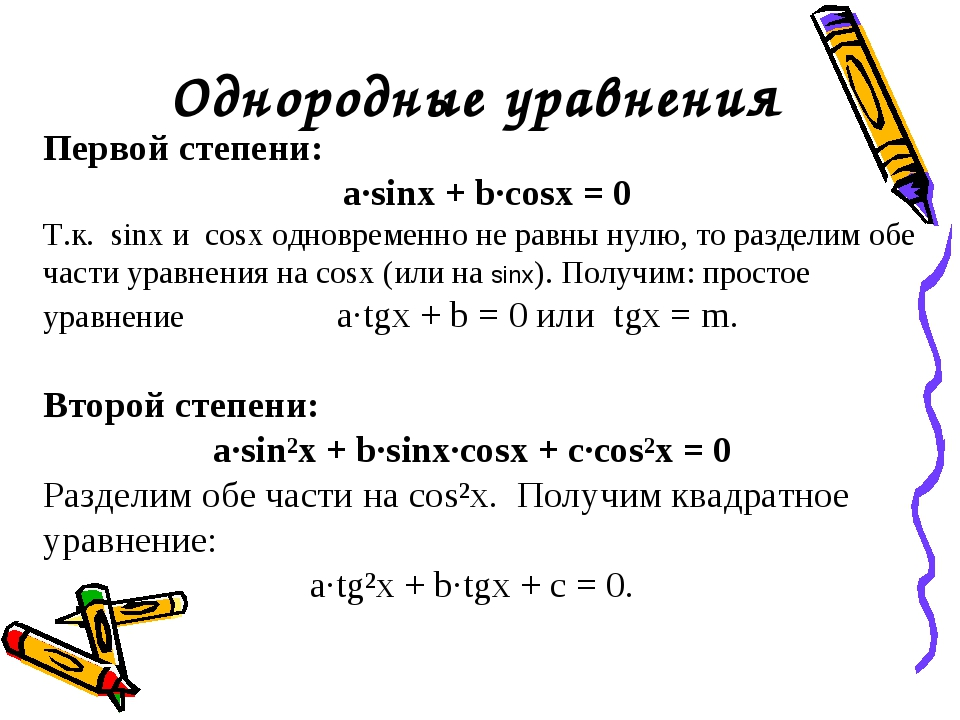 Однородные уравнения
Первой степени:
a·sinx + b·cosx = 0
Т.к. sinx и cosx одновременно не равны нулю, то разделим обе
части уравнения на cosx (или на sinx). Получим: простое
уравнение a·tgx + b = 0 или tgx = m.
Второй степени:
a·sin²x + b·sinx·cosx + c·cos²x = 0
Разделим обе части на cos²x. Получим квадратное
уравнение:
a·tg²x + b·tgx + c = 0.